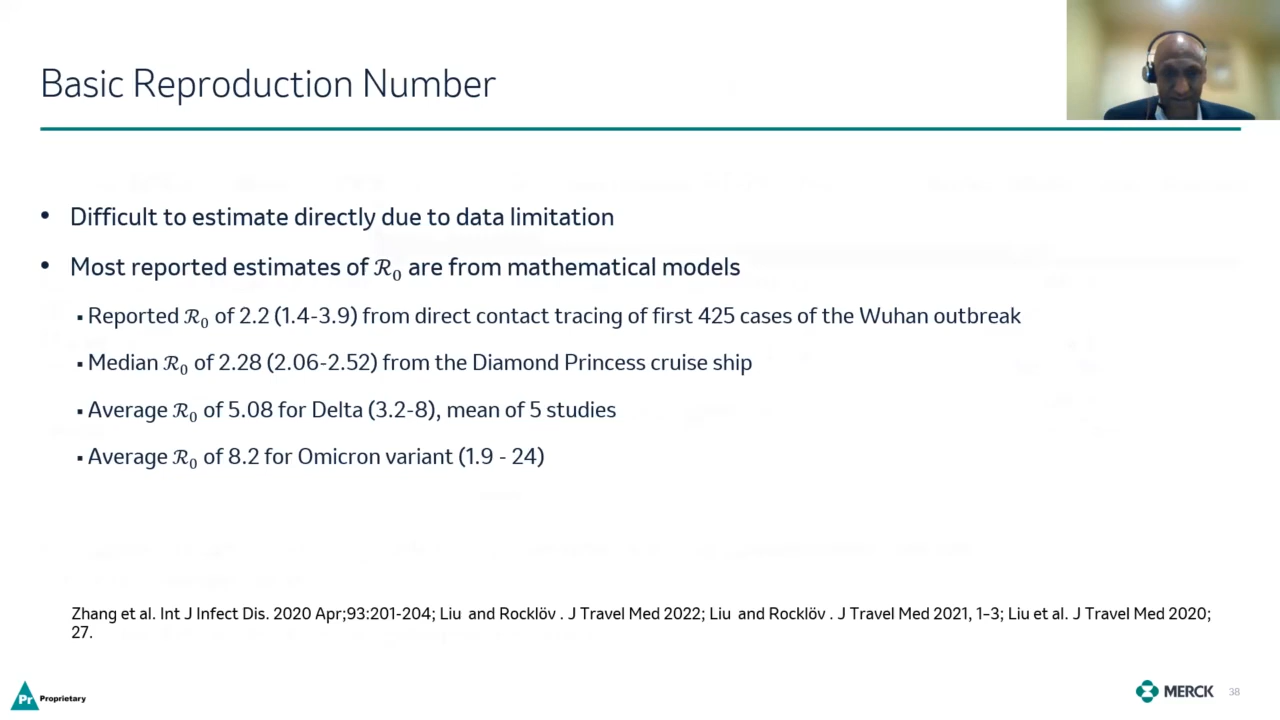 Basic Reproduction Number
• Difficult to estimate directly due to data limitation
• Most reported estimates of ℛ₀ are from mathematical models
▪ Reported ℛ₀ of 2.2 (1.4-3.9) from direct contact tracing of first 425 cases of the Wuhan outbreak
▪ Median ℛ₀ of 2.28 (2.06-2.52) from the Diamond Princess cruise ship
▪ Average ℛ₀ of 5.08 for Delta (3.2-8), mean of 5 studies
▪ Average ℛ₀ of 8.2 for Omicron variant (1.9 - 24)
Zhang et al. Int J Infect Dis. 2020 Apr;93:201-204; Liu and Rocklöv . J Travel Med 2022; Liu and Rocklöv . J Travel Med 2021, 1–3; Liu et al. J Travel Med 2020;
27.
Pr Proprietary
MERCK 38